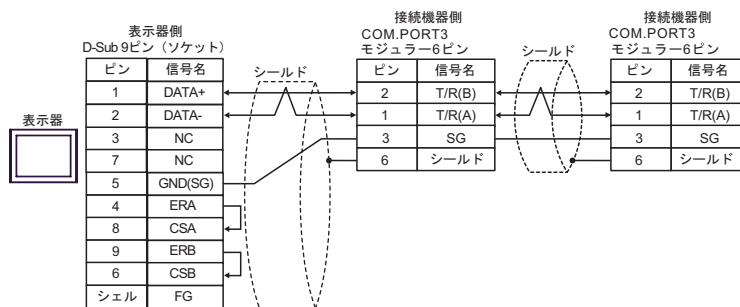 表示器
表示器側
D-Sub 9ピン（ソケット）
ピン 信号名
1 DATA+
2 DATA-
3 NC
7 NC
5 GND(SG)
4 ERA
8 CSA
9 ERB
6 CSB
シェル FG
シールド
接続機器側
COM.PORT3
モジュラー6ピン
ピン 信号名
2 T/R(B)
1 T/R(A)
3 SG
6 シールド
シールド
接続機器側
COM.PORT3
モジュラー6ピン
ピン 信号名
2 T/R(B)
1 T/R(A)
3 SG
6 シールド